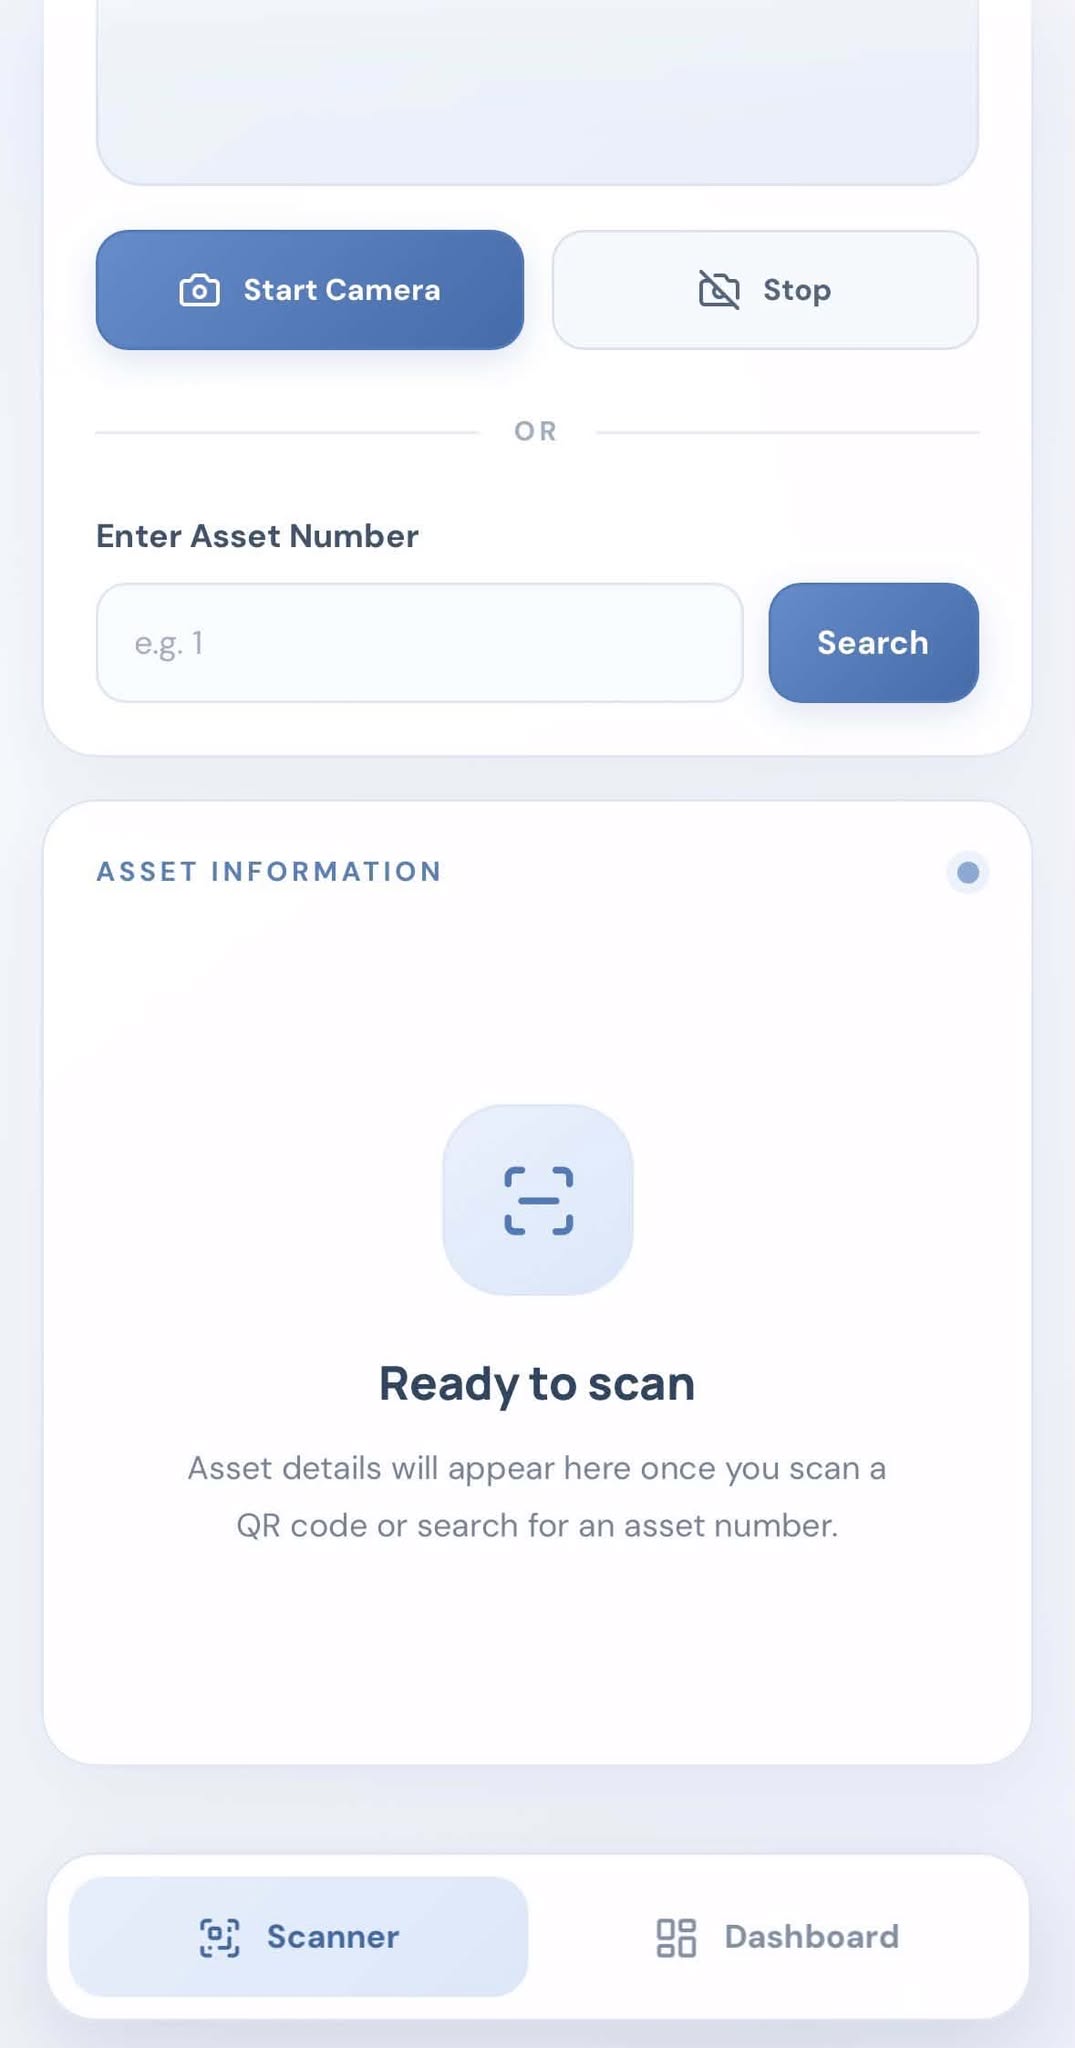 Start Camera
Stop
OR
Enter Asset Number
e.g. 1
Search
ASSET INFORMATION
Ready to scan
Asset details will appear here once you scan a
QR code or search for an asset number.
Scanner
Dashboard